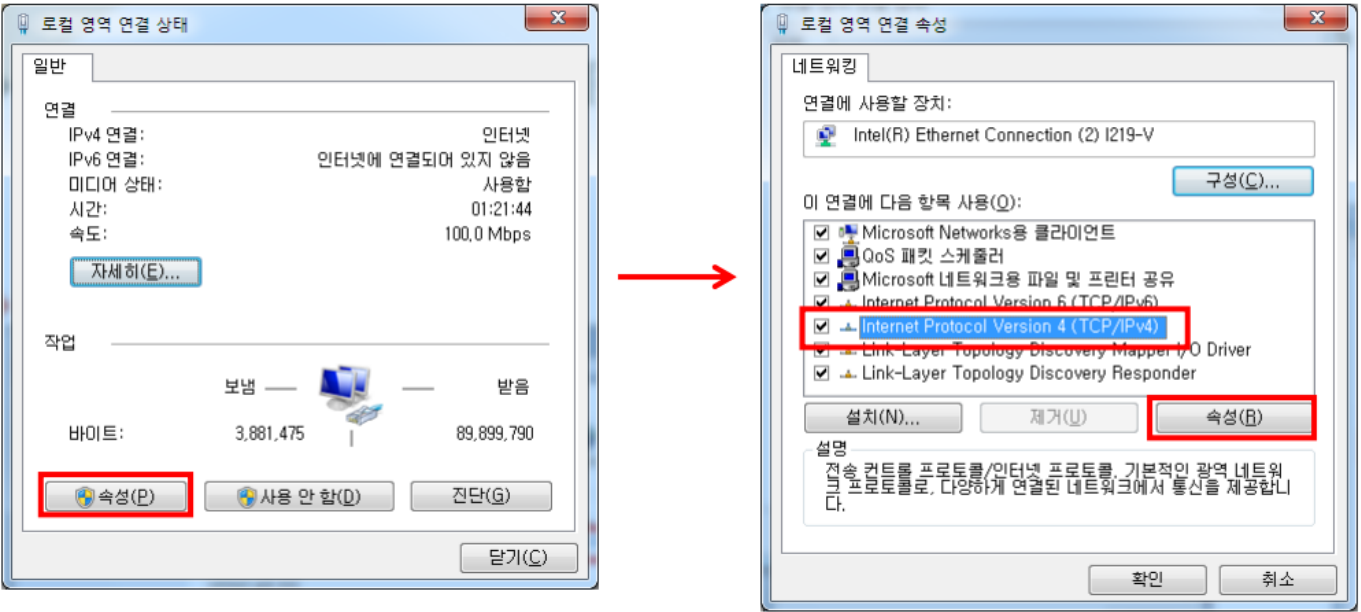 로컬 영역 연결 상태
일반
연결
IPv4 연결: 인터넷
IPv6 연결: 인터넷에 연결되어 있지 않음
미디어 상태: 사용함
시간: 01:21:44
속도: 100,0 Mbps
자세히(E)...
작업
보냄 받음
바이트: 3,881,475 89,899,790
속성(P) 사용 안 함(D) 진단(G)
닫기(C)
로컬 영역 연결 속성
네트워킹
연결에 사용할 장치:
Intel(R) Ethernet Connection (2) I219-V
구성(C)...
이 연결에 다음 항목 사용(O):
Microsoft Networks용 클라이언트
QoS 패킷 스케줄러
Microsoft 네트워크용 파일 및 프린터 공유
Internet Protocol Version 6 (TCP/IPv6)
Internet Protocol Version 4 (TCP/IPv4)
Link-Layer Topology Discovery Mapper I/O Driver
Link-Layer Topology Discovery Responder
설치(N)... 제거(U) 속성(R)
설명
전송 컨트롤 프로토콜/인터넷 프로토콜. 기본적인 광역 네트워
크 프로토콜로, 다양하게 연결된 네트워크에서 통신을 제공합니
다.
확인 취소